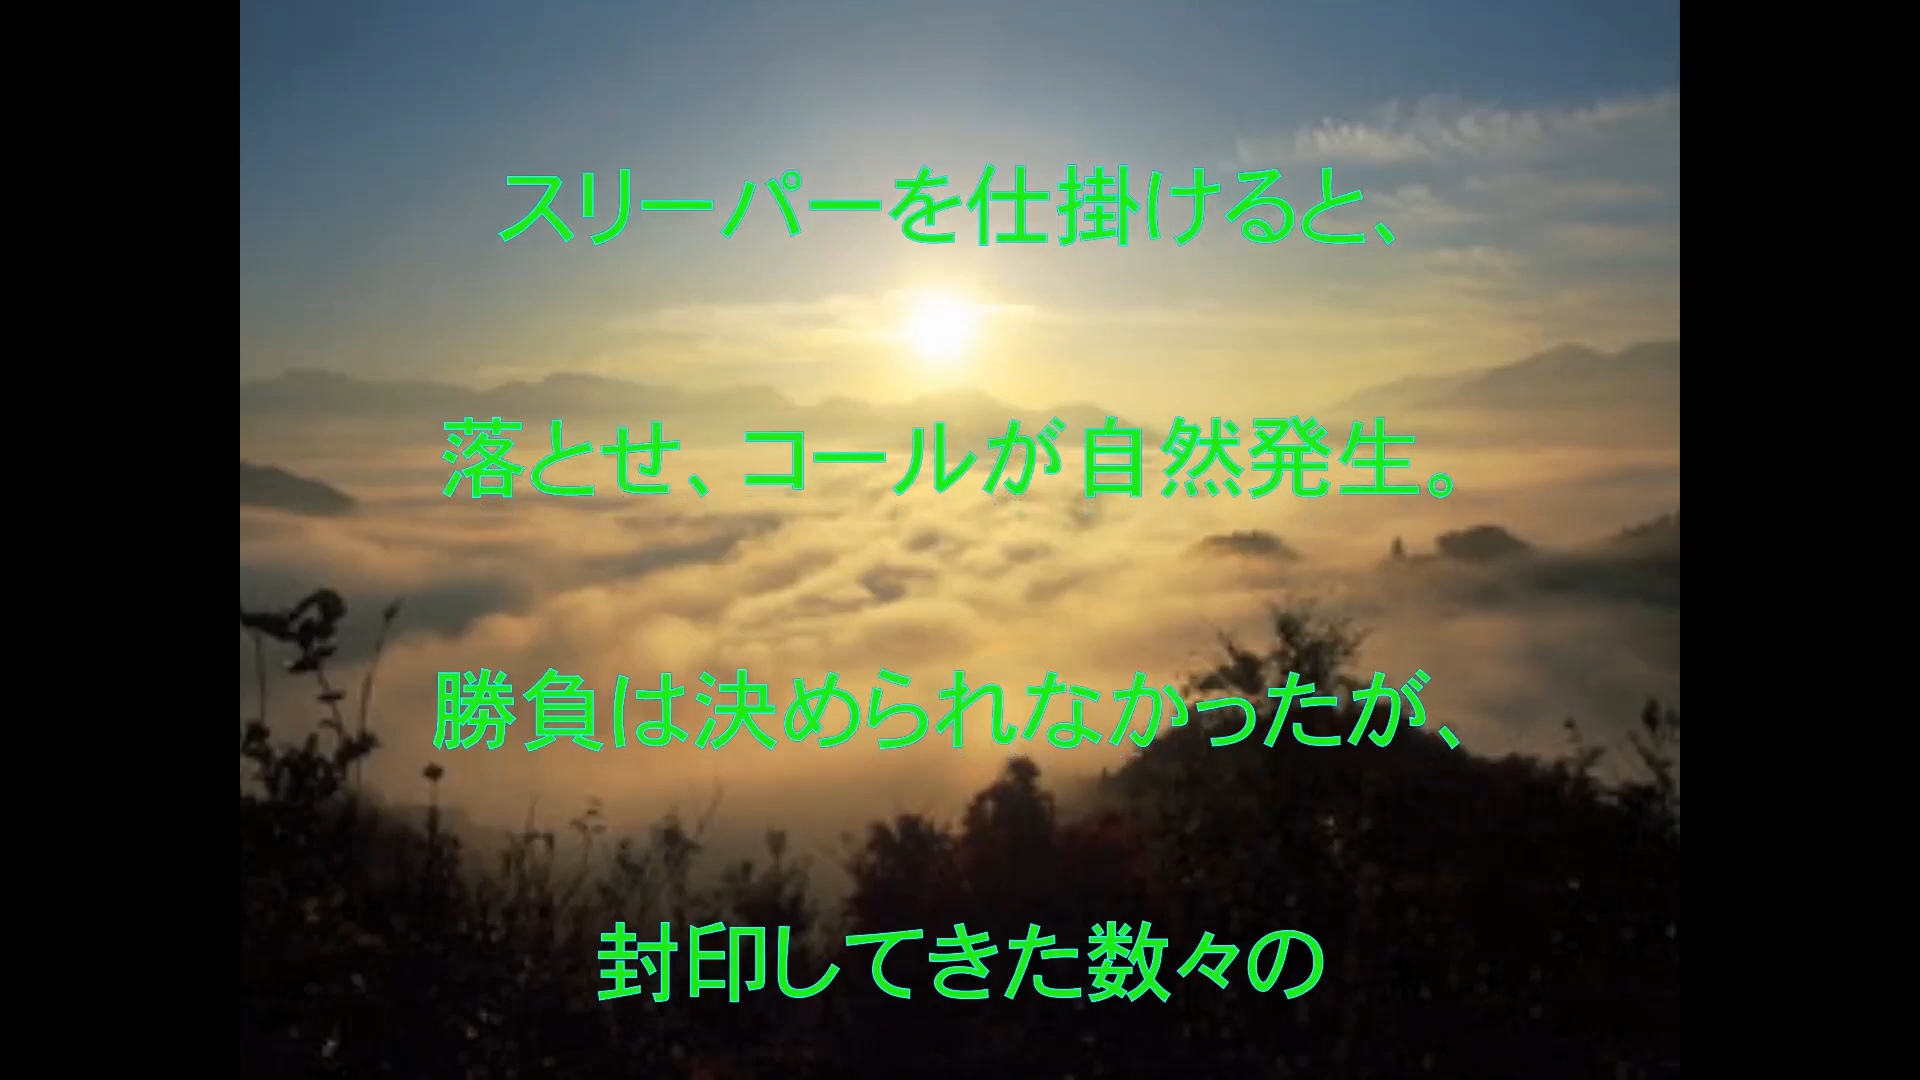 スリーパーを仕掛けると、
落とせ、コールが自然発生。
勝負は決められなかったが、
封印してきた数々の